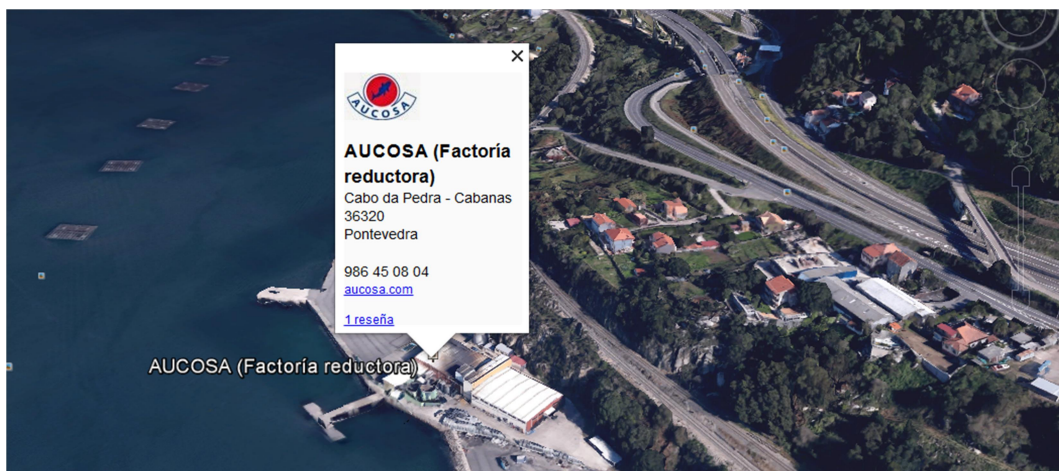 AUCOSA
AUCOSA (Factoría
reductora)
Cabo da Pedra - Cabanas
36320
Pontevedra
986 45 08 04
aucosa.com
1 reseña
AUCOSA (Factoría reductora)